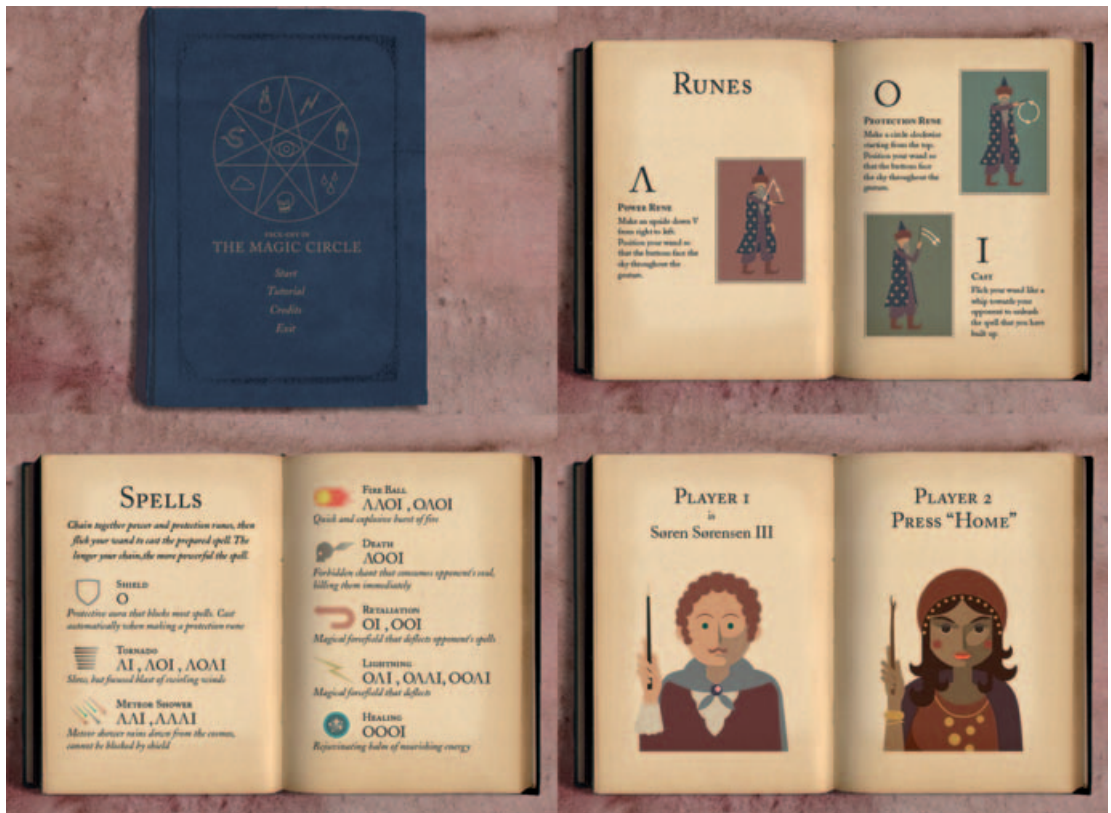 FACE-OFF IN
THE MAGIC CIRCLE
Start
Tutorial
Credits
Exit
RUNES
Λ
POWER RUNE
Make an upside down V
from right to left.
Position your wand so
that the buttons face the
sky throughout the
gesture.
O
PROTECTION RUNE
Make a circle clockwise
starting from the top.
Position your wand so
that the buttons face
the sky throughout the
gesture.
I
CAST
Flick your wand like a
whip towards your
opponent to unleash
the spell that you have
built up.
SPELLS
Chain together power and protection runes, then
flick your wand to cast the prepared spell. The
longer your chain, the more powerful the spell.
SHIELD
O
Protective aura that blocks most spells. Cast
automatically when making a protection rune
TORNADO
ΛI , ΛOI , ΛOΛI
Slow, but focused blast of swirling winds
METEOR SHOWER
ΛΛI , ΛΛΛI
Meteor shower rains down from the cosmos,
cannot be blocked by shield
FIRE BALL
ΛΛOI , OΛOI
Quick and explosive burst of fire
DEATH
ΛOOI
Forbidden chant that consumes opponent's soul,
killing them immediately
RETALIATION
OI , OOI
Magical forcefield that deflects opponent's spells
LIGHTNING
OΛI , OΛΛI, OOΛI
Magical forcefield that deflects
HEALING
OOOI
Rejuvinating balm of nourishing energy
PLAYER 1
is
Søren Sørensen III
PLAYER 2
PRESS “HOME”